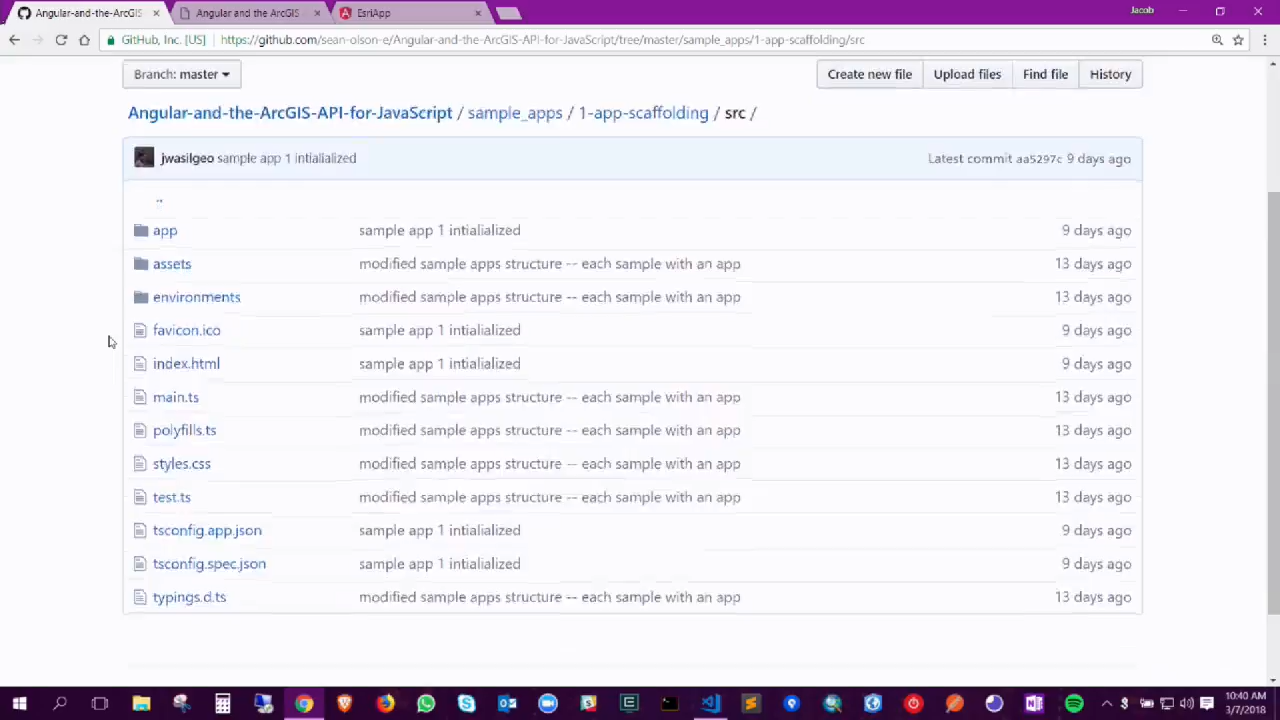 Angular-and-the-ArcGIS- Angular and the ArcGIS EsriApp Jacob
GitHub, Inc. [US] https://github.com/sean-olson-e/Angular-and-the-ArcGIS-API-for-JavaScript/tree/master/sample_apps/1-app-scaffolding/src
Branch: master Create new file Upload files Find file History
Angular-and-the-ArcGIS-API-for-JavaScript / sample_apps / 1-app-scaffolding / src /
jwasilgeo sample app 1 intialialized Latest commit aa5297c 9 days ago
..
app sample app 1 intialialized 9 days ago
assets modified sample apps structure -- each sample with an app 13 days ago
environments modified sample apps structure -- each sample with an app 13 days ago
favicon.ico sample app 1 intialialized 9 days ago
index.html sample app 1 intialialized 9 days ago
main.ts modified sample apps structure -- each sample with an app 13 days ago
polyfills.ts modified sample apps structure -- each sample with an app 13 days ago
styles.css modified sample apps structure -- each sample with an app 13 days ago
test.ts modified sample apps structure -- each sample with an app 13 days ago
tsconfig.app.json sample app 1 intialialized 9 days ago
tsconfig.spec.json sample app 1 intialialized 9 days ago
typings.d.ts modified sample apps structure -- each sample with an app 13 days ago
10:40 AM
3/7/2018